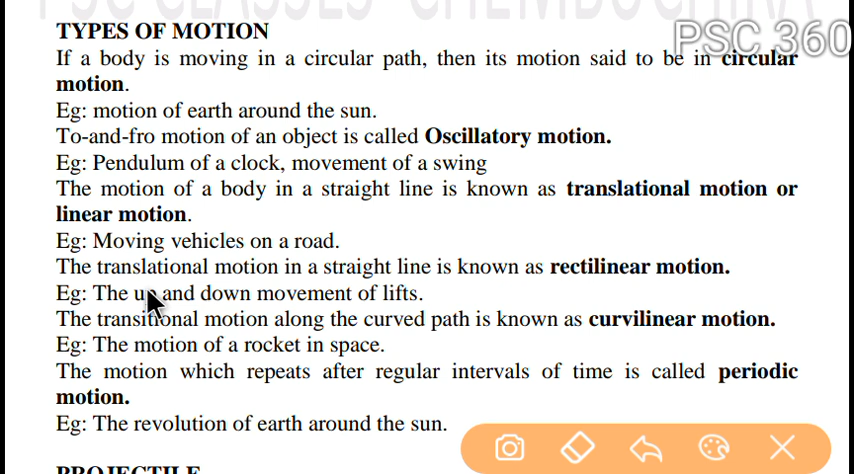 TYPES OF MOTION
PSC 360
If a body is moving in a circular path, then its motion said to be in circular
motion.
Eg: motion of earth around the sun.
To-and-fro motion of an object is called Oscillatory motion.
Eg: Pendulum of a clock, movement of a swing
The motion of a body in a straight line is known as translational motion or
linear motion.
Eg: Moving vehicles on a road.
The translational motion in a straight line is known as rectilinear motion.
Eg: The up and down movement of lifts.
The transitional motion along the curved path is known as curvilinear motion.
Eg: The motion of a rocket in space.
The motion which repeats after regular intervals of time is called periodic
motion.
Eg: The revolution of earth around the sun.
PROJECTILE